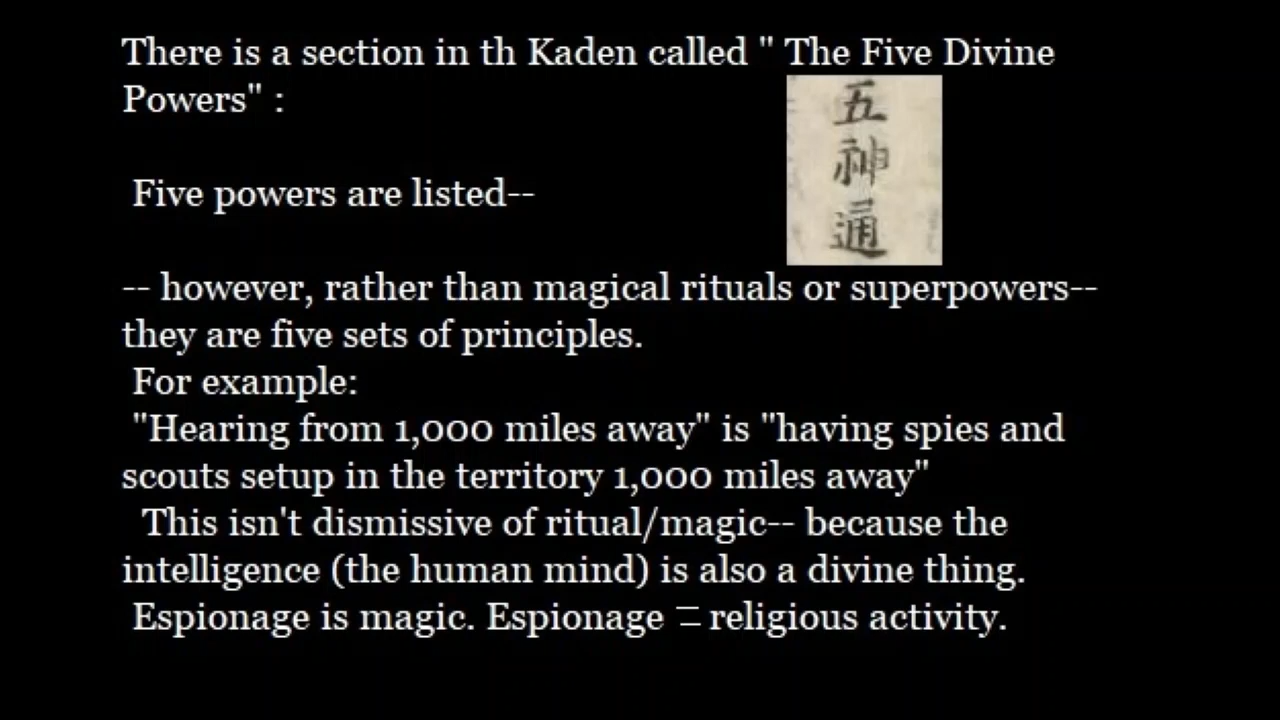 There is a section in th Kaden called " The Five Divine
Powers" :
五神通
Five powers are listed--
-- however, rather than magical rituals or superpowers--
they are five sets of principles.
For example:
"Hearing from 1,000 miles away" is "having spies and
scouts setup in the territory 1,000 miles away"
This isn't dismissive of ritual/magic-- because the
intelligence (the human mind) is also a divine thing.
Espionage is magic. Espionage = religious activity.